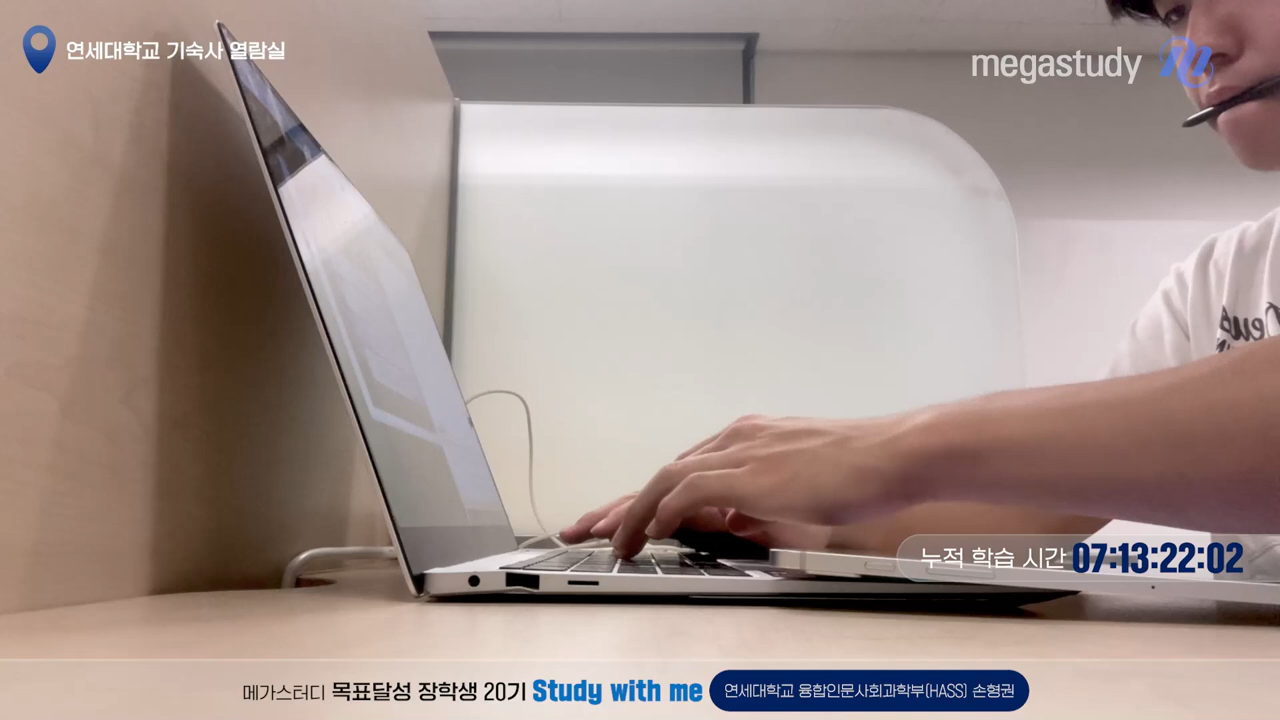 연세대학교 기숙사 열람실
megastudy
누적 학습 시간 07:13:22:02
메가스터디 목표달성 장학생 20기 Study with me 연세대학교 융합인문사회과학부(HASS) 손형권